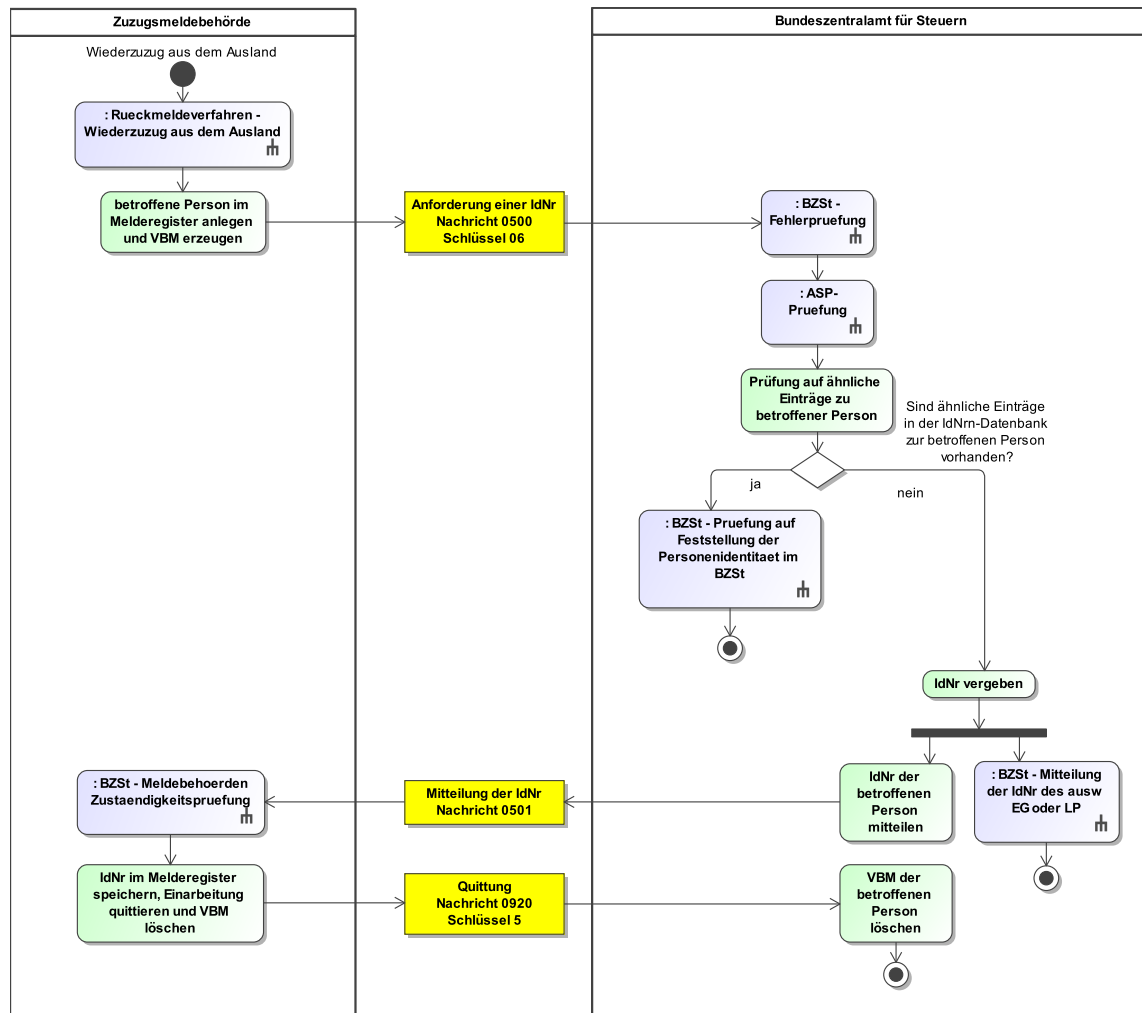 Zuzugsmeldebehörde
Bundeszentralamt für Steuern
Wiederzuzug aus dem Ausland
: Rueckmeldeverfahren -
Wiederzuzug aus dem Ausland
betroffene Person im
Melderegister anlegen
und VBM erzeugen
Anforderung einer IdNr
Nachricht 0500
Schlüssel 06
: BZSt -
Fehlerpruefung
: ASP-
Pruefung
Prüfung auf ähnliche
Einträge zu
betroffener Person
Sind ähnliche Einträge
in der IdNrn-Datenbank
zur betroffenen Person
vorhanden?
ja
nein
: BZSt - Pruefung auf
Feststellung der
Personenidentitaet im
BZSt
IdNr vergeben
: BZSt - Meldebehoerden
Zustaendigkeitspruefung
Mitteilung der IdNr
Nachricht 0501
IdNr der
betroffenen
Person
mitteilen
: BZSt - Mitteilung
der IdNr des ausw
EG oder LP
IdNr im Melderegister
speichern, Einarbeitung
quittieren und VBM
löschen
Quittung
Nachricht 0920
Schlüssel 5
VBM der
betroffenen
Person
löschen